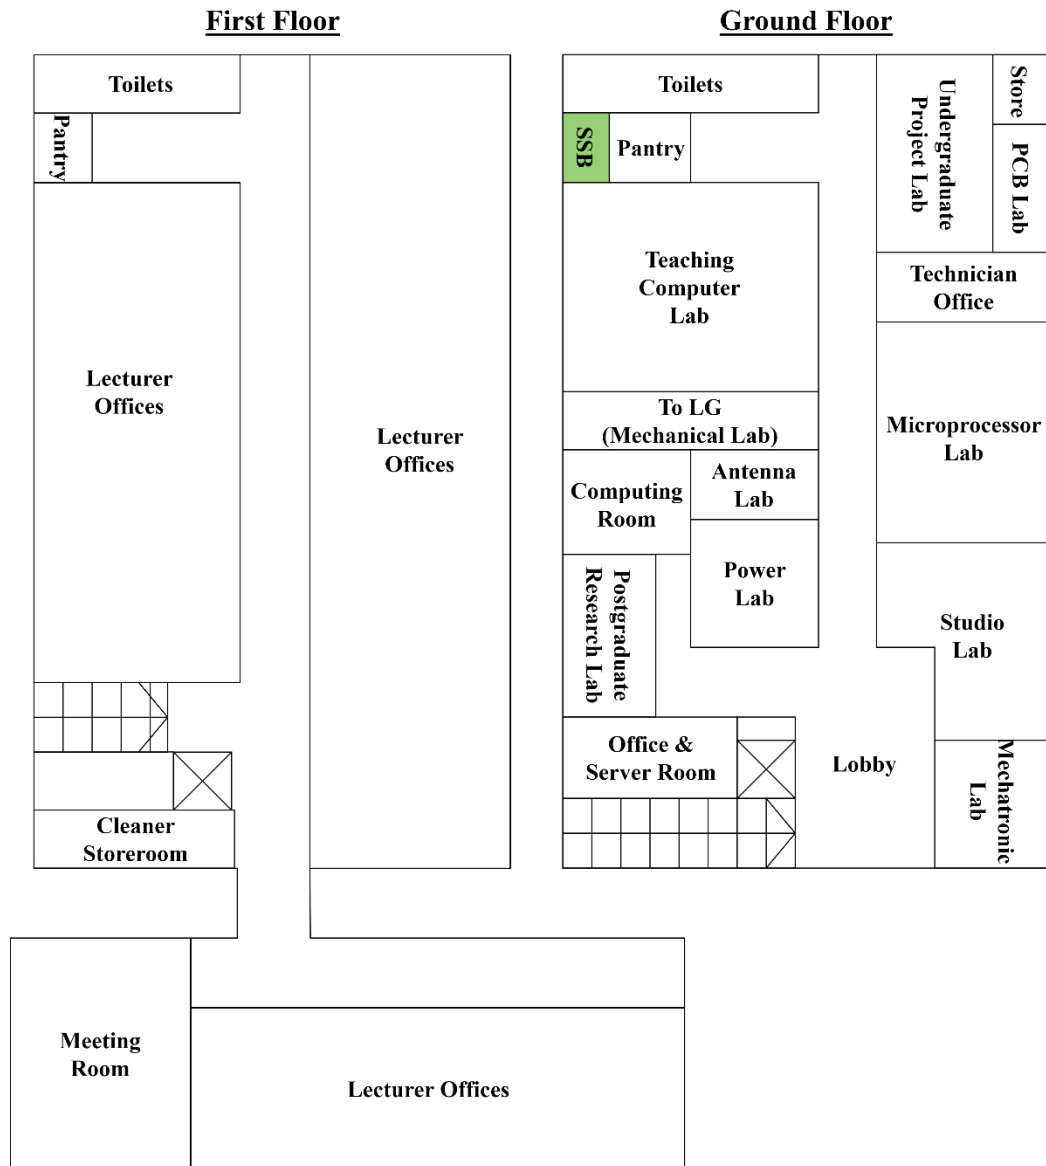 First Floor
Toilets
Pantry
Lecturer
Offices
Lecturer
Offices
Cleaner
Storeroom
Meeting
Room
Lecturer Offices
Ground Floor
Toilets
SSB
Pantry
Teaching
Computer
Lab
To LG
(Mechanical Lab)
Computing
Room
Antenna
Lab
Power
Lab
Postgraduate
Research Lab
Office &
Server Room
Lobby
Undergraduate
Project Lab
Store
PCB Lab
Technician
Office
Microprocessor
Lab
Studio
Lab
Mechatronic
Lab